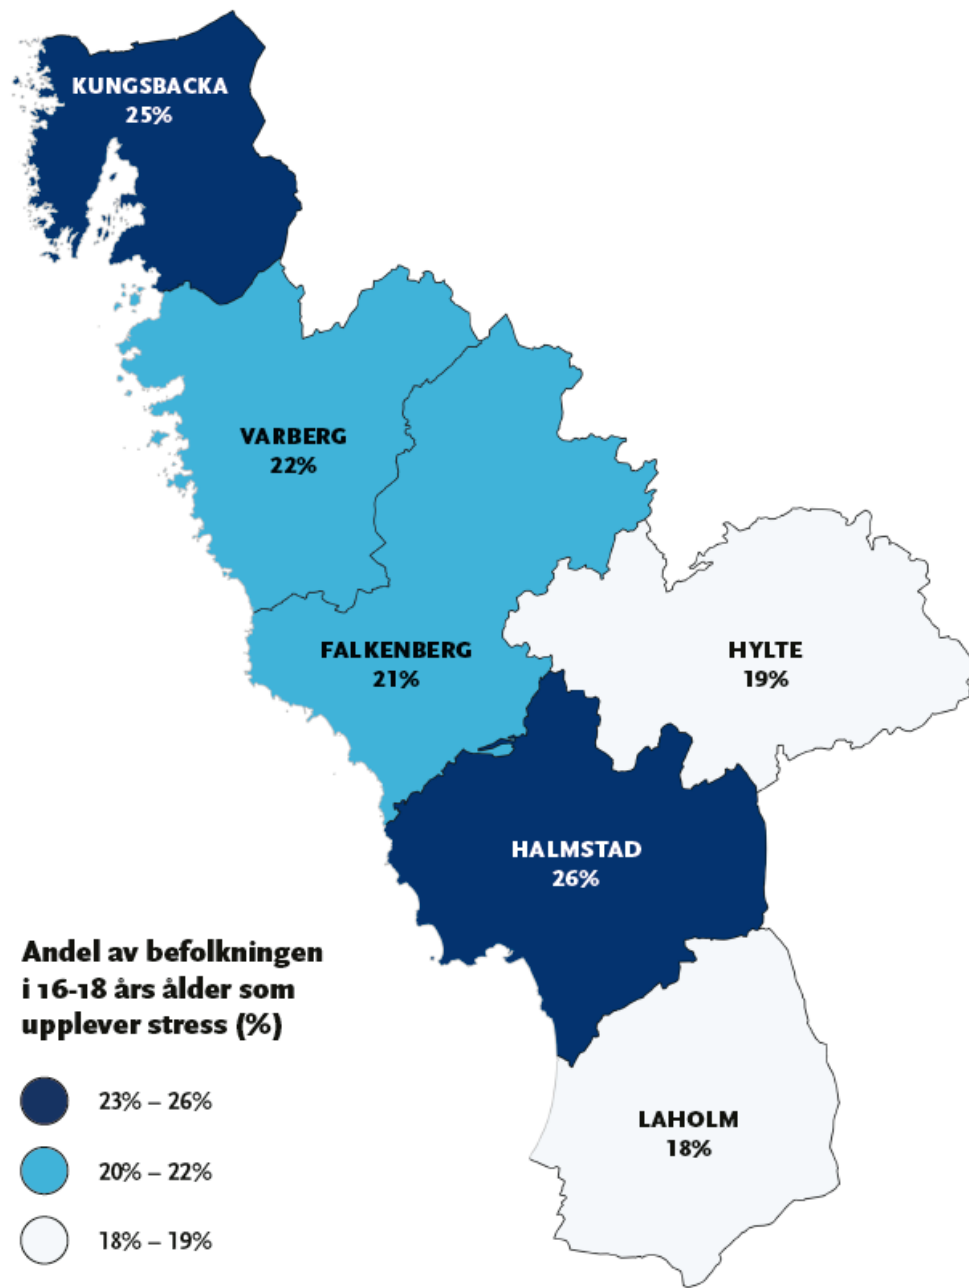 KUNGSBACKA
25%
VARBERG
22%
FALKENBERG
21%
HYLTE
19%
HALMSTAD
26%
LAHOLM
18%
Andel av befolkningen
i 16-18 års ålder som
upplever stress (%)
23% – 26%
20% – 22%
18% – 19%